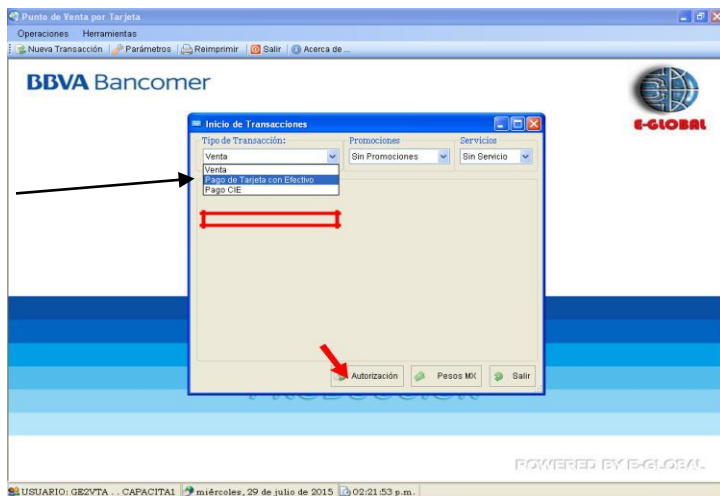 Punto de Venta por Tarjeta
Operaciones Herramientas
Nueva Transacción Parámetros Reimprimir Salir Acerca de ...
BBVA Bancomer
E-GLOBAL
Inicio de Transacciones
Tipo de Transacción: Promociones Servicios
Venta Sin Promociones Sin Servicio
Venta
Pago de Tarjeta con Efectivo
Pago CIE
Autorización Pesos MX Salir
POWERED BY E-GLOBAL
USUARIO: GE2VTA . . CAPACITA1 miércoles, 29 de julio de 2015 02:21:53 p.m.